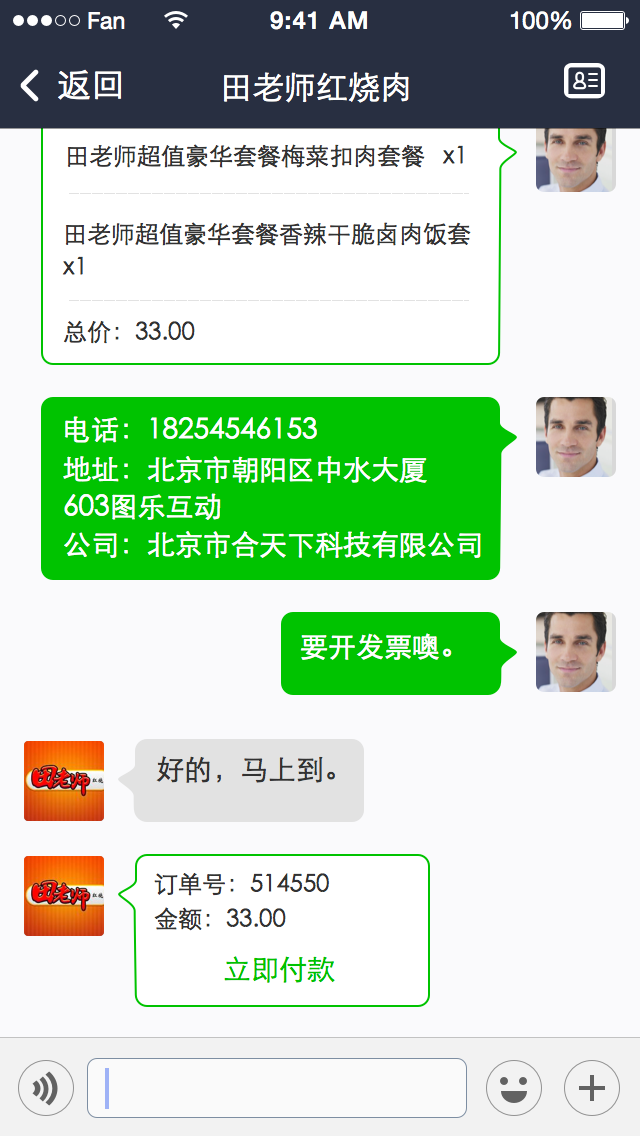 Fan 9:41 AM 100%
返回 田老师红烧肉
田老师超值豪华套餐梅菜扣肉套餐 x1
田老师超值豪华套餐香辣干脆卤肉饭套
x1
总价：33.00
电话：18254546153
地址：北京市朝阳区中水大厦
603图乐互动
公司：北京市合天下科技有限公司
要开发票噢。
田老师
好的，马上到。
田老师
订单号：514550
金额：33.00
立即付款